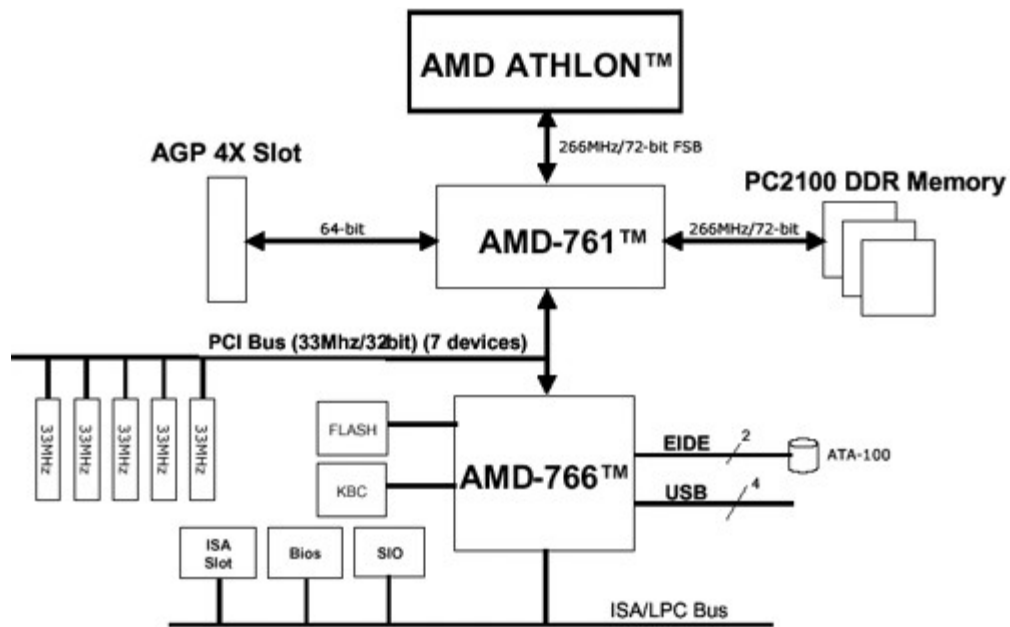 AMD ATHLON™
266MHz/72-bit FSB
AGP 4X Slot
PC2100 DDR Memory
64-bit
AMD-761™
266MHz/72-bit
PCI Bus (33Mhz/32bit) (7 devices)
33MHz
33MHz
33MHz
33MHz
33MHz
FLASH
KBC
AMD-766™
EIDE
2
ATA-100
USB
4
ISA
Slot
Bios
SIO
ISA/LPC Bus